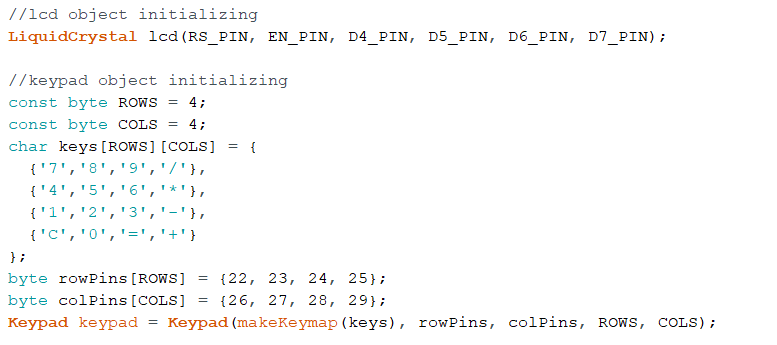 //lcd object initializing
LiquidCrystal lcd(RS_PIN, EN_PIN, D4_PIN, D5_PIN, D6_PIN, D7_PIN);
//keypad object initializing
const byte ROWS = 4;
const byte COLS = 4;
char keys[ROWS][COLS] = {
{'7','8','9','/'},
{'4','5','6','*'},
{'1','2','3','-'},
{'C','0','=','+'}
};
byte rowPins[ROWS] = {22, 23, 24, 25};
byte colPins[COLS] = {26, 27, 28, 29};
Keypad keypad = Keypad(makeKeymap(keys), rowPins, colPins, ROWS, COLS);